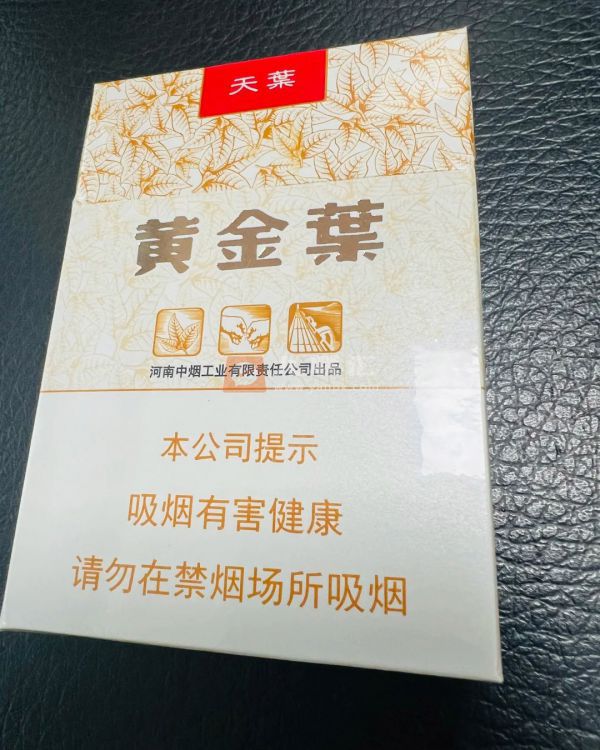 天葉
黄金葉
河南中烟工业有限责任公司出品
本公司提示
吸烟有害健康
请勿在禁烟场所吸烟